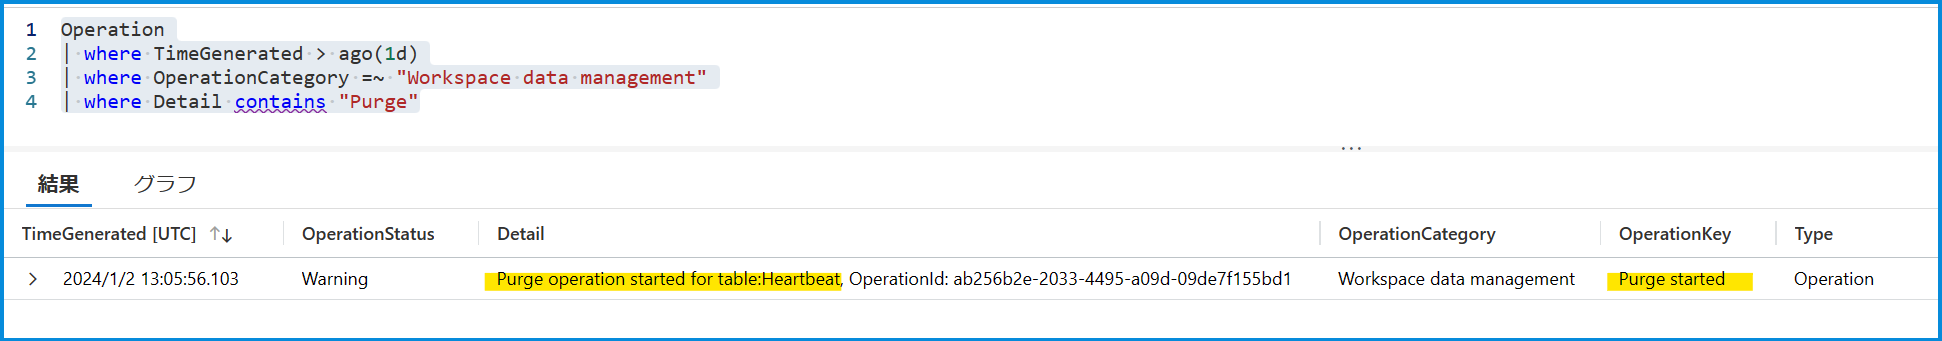 1 Operation
2 | where TimeGenerated > ago(1d)
3 | where OperationCategory =~ "Workspace data management"
4 | where Detail contains "Purge"
...
結果 グラフ
TimeGenerated [UTC] ↑↓ OperationStatus Detail OperationCategory OperationKey Type
> 2024/1/2 13:05:56.103 Warning Purge operation started for table:Heartbeat, OperationId: ab256b2e-2033-4495-a09d-09de7f155bd1 Workspace data management Purge started Operation